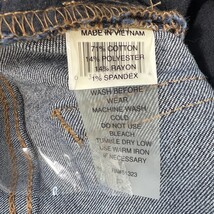 MADE IN VIETNAM
71% COTTON
14% POLYESTER
14% RAYON
1% SPANDEX
WASH BEFORE
WEAR
MACHINE WASH
COLD
DO NOT USE
BLEACH
TUMBLE DRY LOW
USE WARM IRON
IF NECESSARY